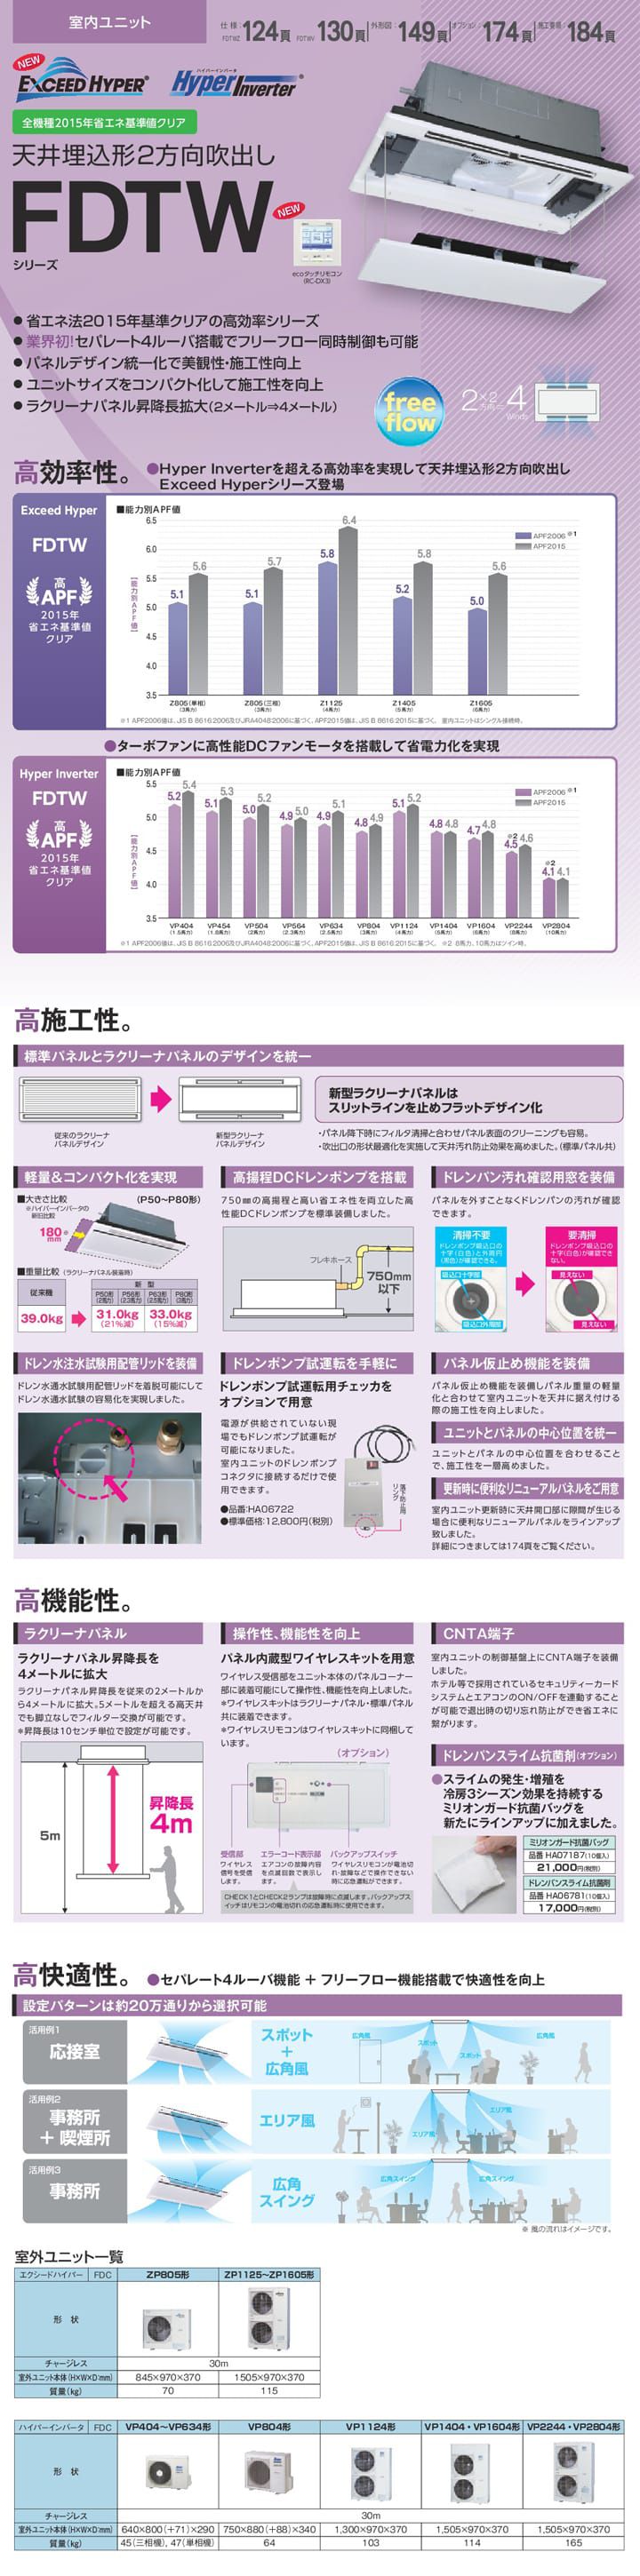 室内ユニット
仕様: FDTWZ 124頁 FDTWV 130頁 外形図: 149頁 オプション: 174頁 施工要領: 184頁
NEW
EXCEED HYPER
ハイパーインバータ
Hyper Inverter
全機種2015年省エネ基準値クリア
天井埋込形2方向吹出し
FDTW
シリーズ
NEW
ecoタッチリモコン
(RC-DX3)
●省エネ法2015年基準クリアの高効率シリーズ
●業界初!セパレート4ルーバ搭載でフリーフロー同時制御も可能
●パネルデザイン統一化で美観性・施工性向上
●ユニットサイズをコンパクト化して施工性を向上
●ラクリーナパネル昇降長拡大(2メートル⇒4メートル)
free flow
2×2=4
方向
Winds
高効率性。
●Hyper Inverterを超える高効率を実現して天井埋込形2方向吹出し
Exceed Hyperシリーズ登場
Exceed Hyper
FDTW
高
APF
2015年
省エネ基準値
クリア
■能力別APF値
【能力別APF値】
APF2006 ※1
APF2015
6.5
6.0
5.5
5.0
4.5
4.0
3.5
5.1 5.6
5.1 5.7
5.8 6.4
5.2 5.8
5.0 5.6
Z805(単相) Z805(三相) Z1125 Z1405 Z1605
(3馬力) (3馬力) (4馬力) (5馬力) (6馬力)
※1 APF2006値は、JIS B 8616:2006及びJRA4048:2006に基づく。APF2015値は、JIS B 8616:2015に基づく。 室内ユニットはシングル接続時。
●ターボファンに高性能DCファンモータを搭載して省電力化を実現
Hyper Inverter
FDTW
高
APF
2015年
省エネ基準値
クリア
■能力別APF値
【能力別APF値】
APF2006 ※1
APF2015
5.5
5.0
4.5
4.0
3.5
5.2 5.4
5.1 5.3
5.0 5.2
4.9 5.0
4.9 5.1
4.8 4.9
5.1 5.2
4.8 4.8
4.7 4.8
※2
4.5 4.6
※2
4.1 4.1
VP404 VP454 VP504 VP564 VP634 VP804 VP1124 VP1404 VP1604 VP2244 VP2804
(1.5馬力) (1.8馬力) (2馬力) (2.3馬力) (2.5馬力) (3馬力) (4馬力) (5馬力) (6馬力) (8馬力) (10馬力)
※1 APF2006値は、JIS B 8616:2006及びJRA4048:2006に基づく。APF2015値は、JIS B 8616:2015に基づく。 ※2 8馬力、10馬力はツイン時。
高施工性。
標準パネルとラクリーナパネルのデザインを統一
従来のラクリーナ
パネルデザイン
新型ラクリーナ
パネルデザイン
新型ラクリーナパネルは
スリットラインを止めフラットデザイン化
・パネル降下時にフィルタ清掃と合わせパネル表面のクリーニングも容易。
・吹出口の形状最適化を実施して天井汚れ防止効果を高めました。(標準パネル共)
軽量&コンパクト化を実現
■大きさ比較
※ハイパーインバータの
新旧比較
(P50〜P80形)
180※
mm
■重量比較(ラクリーナパネル装着時)
従来機
39.0kg
新 型
P50形 P56形 P63形 P80形
(2馬力) (2.3馬力) (2.5馬力) (3馬力)
31.0kg
(21%減)
33.0kg
(15%減)
高揚程DCドレンポンプを搭載
750㎜の高揚程と高い省エネ性を両立した高
性能DCドレンポンプを標準装備しました。
フレキホース
750mm
以下
ドレンパン汚れ確認用窓を装備
パネルを外すことなくドレンパンの汚れが確認
できます。
清掃不要
ドレンポンプ吸込口の
十字(白色)と外周円
(黒色)が確認できる。
吸込口十字部
吸込口外周部
要清掃
ドレンポンプ吸込口の
十字(白色)が確認でき
ない。
見えない
見えない
ドレン水注水試験用配管リッドを装備
ドレン水通水試験用配管リッドを着脱可能にして
ドレン水通水試験の容易化を実現しました。
ドレンポンプ試運転を手軽に
ドレンポンプ試運転用チェッカを
オプションで用意
電源が供給されていない現
場でもドレンポンプ試運転が
可能になりました。
室内ユニットのドレンポンプ
コネクタに接続するだけで使
用できます。
●品番:HA06722
●標準価格:12,800円(税別)
落下防止用
リング
パネル仮止め機能を装備
パネル仮止め機能を装備しパネル重量の軽量
化と合わせて室内ユニットを天井に据え付ける
際の施工性を向上しました。
ユニットとパネルの中心位置を統一
ユニットとパネルの中心位置を合わせること
で、施工性を一層高めました。
更新時に便利なリニューアルパネルをご用意
室内ユニット更新時に天井開口部に隙間が生じる
場合に便利なリニューアルパネルをラインアップ
致しました。
詳細につきましては174頁をご覧ください。
高機能性。
ラクリーナパネル
ラクリーナパネル昇降長を
4メートルに拡大
ラクリーナパネル昇降長を従来の2メートルか
ら4メートルに拡大。5メートルを超える高天井
でも脚立なしでフィルター交換が可能です。
＊昇降長は10センチ単位で設定が可能です。
5m
昇降長
4m
操作性、機能性を向上
パネル内蔵型ワイヤレスキットを用意
ワイヤレス受信部をユニット本体のパネルコーナー
部に装着可能にして操作性、機能性を向上しました。
＊ワイヤレスキットはラクリーナパネル・標準パネル
共に装着できます。
＊ワイヤレスリモコンはワイヤレスキットに同梱して
います。
(オプション)
受信部
ワイヤレス
信号を受信
します。
エラーコード表示部
エアコンの故障内容
を点滅回数で表示し
ます。
バックアップスイッチ
ワイヤレスリモコンが電池切
れ・故障などで操作できない
時に応急運転ができます。
CHECK1とCHECK2ランプは故障時に点滅します。バックアップス
イッチはリモコンの電池切れの応急運転時に使用できます。
CNTA端子
室内ユニットの制御基盤上にCNTA端子を装備
しました。
ホテル等で採用されているセキュリティーカード
システムとエアコンのON/OFFを連動すること
が可能で退出時の切り忘れ防止ができ省エネに
繋がります。
ドレンパンスライム抗菌剤(オプション)
●スライムの発生・増殖を
冷房3シーズン効果を持続する
ミリオンガード抗菌バッグを
新たにラインアップに加えました。
ミリオンガード抗菌バッグ
品番 HA07187(10個入)
21,000円(税別)
ドレンパンスライム抗菌剤
品番 HA06781(10個入)
17,000円(税別)
高快適性。
●セパレート4ルーバ機能 + フリーフロー機能搭載で快適性を向上
設定パターンは約20万通りから選択可能
活用例1
応接室
スポット
+
広角風
広角風
スポット
スポット
広角風
活用例2
事務所
+ 喫煙所
エリア風
エリア風
エリア風
活用例3
事務所
広角
スイング
広角スイング
広角スイング
※ 風の流れはイメージです。
室外ユニット一覧
エクシードハイパー FDC ZP805形 ZP1125〜ZP1605形
形 状
チャージレス 30m
室外ユニット本体(H×W×D:mm) 845×970×370 1505×970×370
質量(kg) 70 115
ハイパーインバータ FDC VP404〜VP634形 VP804形 VP1124形 VP1404・VP1604形 VP2244・VP2804形
形 状
チャージレス 30m
室外ユニット本体(H×W×D:mm) 640×800(+71)×290 750×880(+88)×340 1,300×970×370 1,505×970×370 1,505×970×370
質量(kg) 45(三相機), 47(単相機) 64 103 114 165